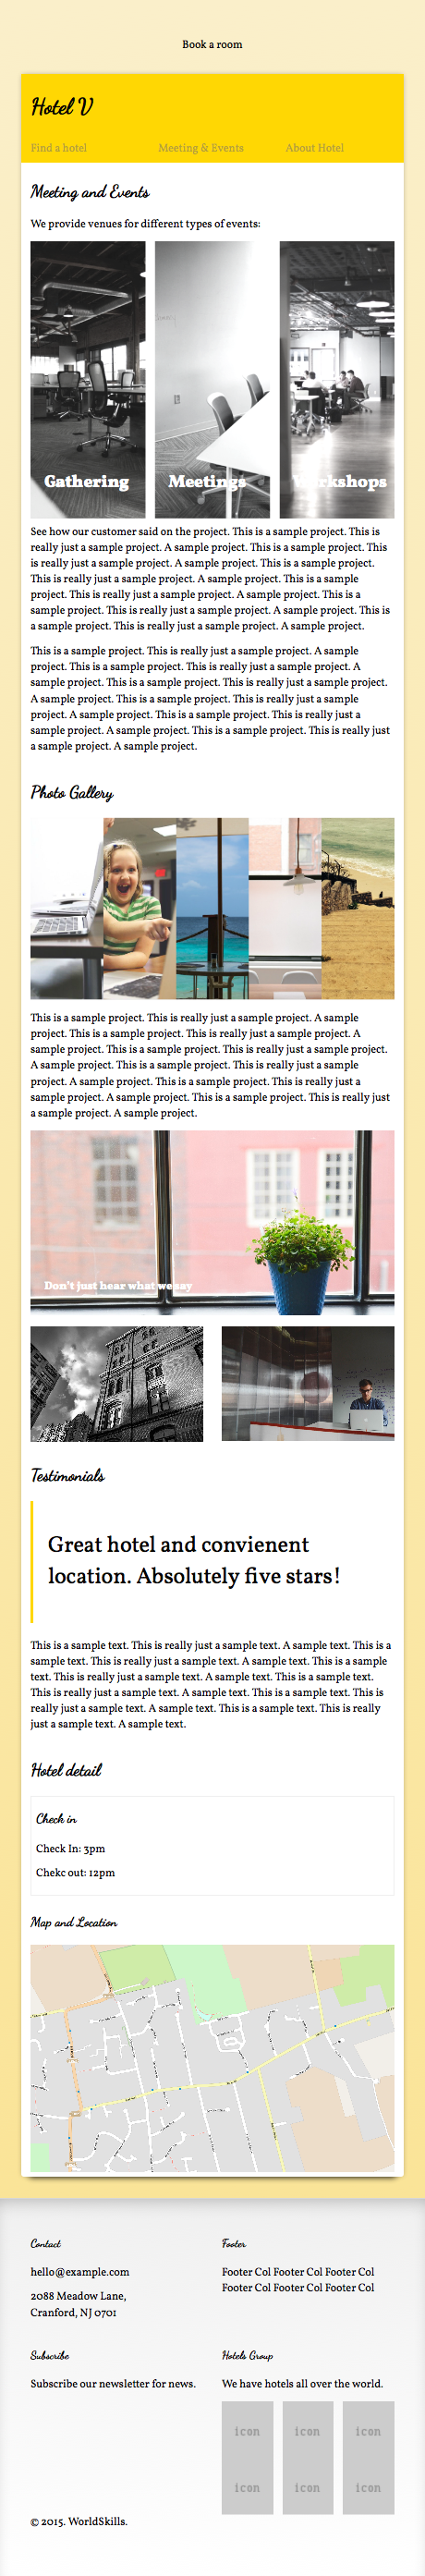 Book a room
Hotel V
Find a hotel
Meeting & Events
About Hotel
Meeting and Events
We provide venues for different types of events:
Gathering
Meetings
Workshops
See how our customer said on the project. This is a sample project. This is
really just a sample project. A sample project. This is a sample project. This
is really just a sample project. A sample project. This is a sample project.
This is really just a sample project. A sample project. This is a sample
project. This is really just a sample project. A sample project. This is a
sample project. This is really just a sample project. A sample project. This is
a sample project. This is really just a sample project. A sample project.
This is a sample project. This is really just a sample project. A sample
project. This is a sample project. This is really just a sample project. A
sample project. This is a sample project. This is really just a sample project.
A sample project. This is a sample project. This is really just a sample
project. A sample project. This is a sample project. This is really just a
sample project. A sample project. This is a sample project. This is really just
a sample project. A sample project.
Photo Gallery
This is a sample project. This is really just a sample project. A sample
project. This is a sample project. This is really just a sample project. A
sample project. This is a sample project. This is really just a sample project.
A sample project. This is a sample project. This is really just a sample
project. A sample project. This is a sample project. This is really just a
sample project. A sample project. This is a sample project. This is really just
a sample project. A sample project.
Don't just hear what we say
Testimonials
Great hotel and convienent
location. Absolutely five stars!
This is a sample text. This is really just a sample text. A sample text. This is a
sample text. This is really just a sample text. A sample text. This is a sample
text. This is really just a sample text. A sample text. This is a sample text.
This is really just a sample text. A sample text. This is a sample text. This is
really just a sample text. A sample text. This is a sample text. This is really
just a sample text. A sample text.
Hotel detail
Check in
Check In: 3pm
Chekc out: 12pm
Map and Location
Contact
hello@example.com
2088 Meadow Lane,
Cranford, NJ 0701
Footer
Footer Col Footer Col Footer Col
Footer Col Footer Col Footer Col
Subscribe
Subscribe our newsletter for news.
Hotels Group
We have hotels all over the world.
icon icon icon
icon icon icon
© 2015. WorldSkills.